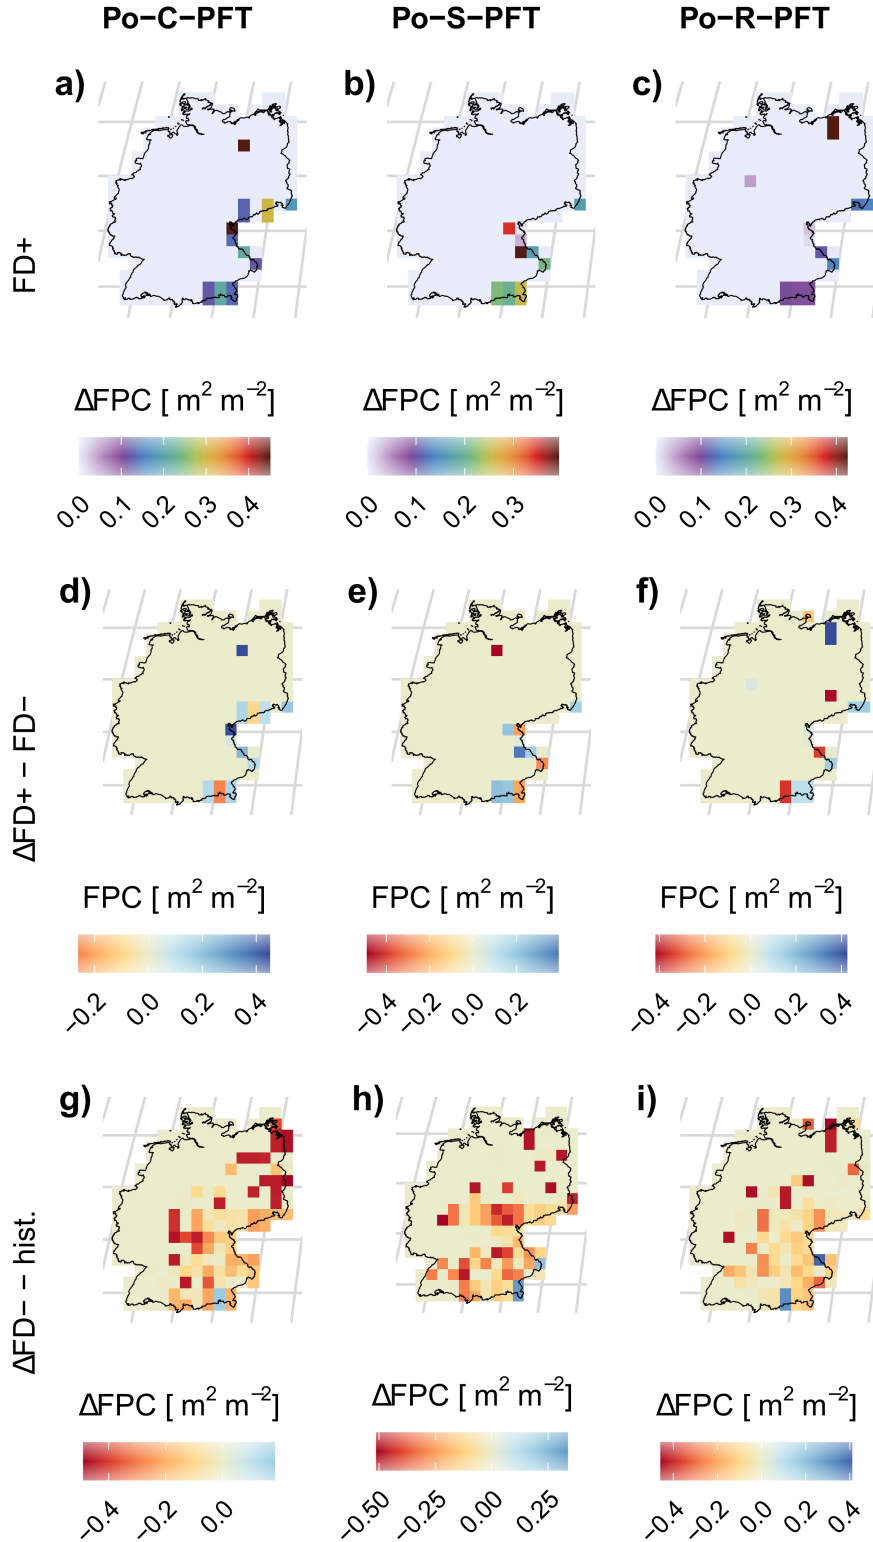 Po−C−PFT Po−S−PFT Po−R−PFT
a) b) c)
FD+
ΔFPC [ m² m⁻²] ΔFPC [ m² m⁻²] ΔFPC [ m² m⁻²]
0.0 0.1 0.2 0.3 0.4 0.0 0.1 0.2 0.3 0.0 0.1 0.2 0.3 0.4
d) e) f)
ΔFD+ − FD−
FPC [ m² m⁻²] FPC [ m² m⁻²] FPC [ m² m⁻²]
−0.2 0.0 0.2 0.4 −0.4 −0.2 0.0 0.2 −0.4 −0.2 0.0 0.2 0.4
g) h) i)
ΔFD− − hist.
ΔFPC [ m² m⁻²] ΔFPC [ m² m⁻²] ΔFPC [ m² m⁻²]
−0.4 −0.2 0.0 −0.50 −0.25 0.00 0.25 −0.4 −0.2 0.0 0.2 0.4